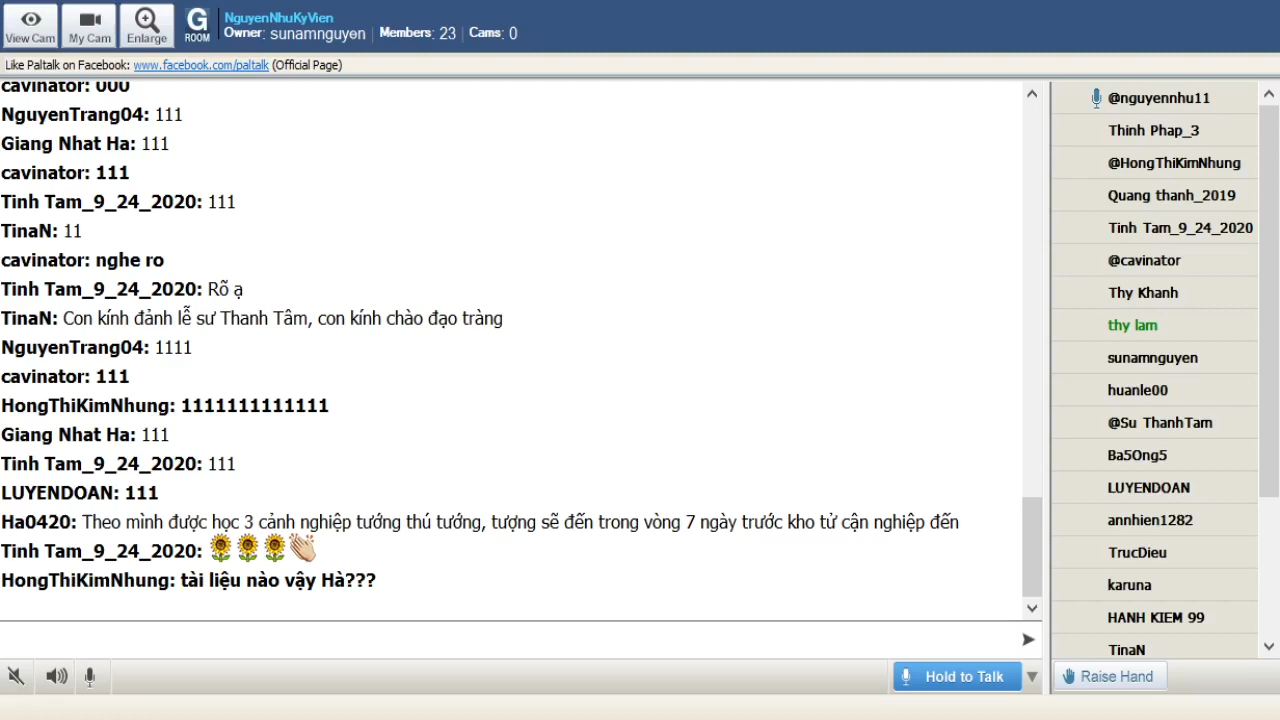 View Cam
My Cam
Enlarge
G
ROOM
NguyenNhuKyVien
Owner: sunamnguyen
Members: 23
Cams: 0
Like Paltalk on Facebook: www.facebook.com/paltalk (Official Page)
cavinator: 000
NguyenTrang04: 111
Giang Nhat Ha: 111
cavinator: 111
Tinh Tam_9_24_2020: 111
TinaN: 11
cavinator: nghe ro
Tinh Tam_9_24_2020: Rõ ạ
TinaN: Con kính đảnh lễ sư Thanh Tâm, con kính chào đạo tràng
NguyenTrang04: 1111
cavinator: 111
HongThiKimNhung: 1111111111111
Giang Nhat Ha: 111
Tinh Tam_9_24_2020: 111
LUYENDOAN: 111
Ha0420: Theo mình được học 3 cảnh nghiệp tướng thú tướng, tượng sẽ đến trong vòng 7 ngày trước kho tử cận nghiệp đến
Tinh Tam_9_24_2020: 🌻🌻🌻👏
HongThiKimNhung: tài liệu nào vậy Hà???
Hold to Talk
@nguyennhu11
Thinh Phap_3
@HongThiKimNhung
Quang thanh_2019
Tinh Tam_9_24_2020
@cavinator
Thy Khanh
thy lam
sunamnguyen
huanle00
@Su ThanhTam
Ba5Ong5
LUYENDOAN
annhien1282
TrucDieu
karuna
HANH KIEM 99
TinaN
Raise Hand